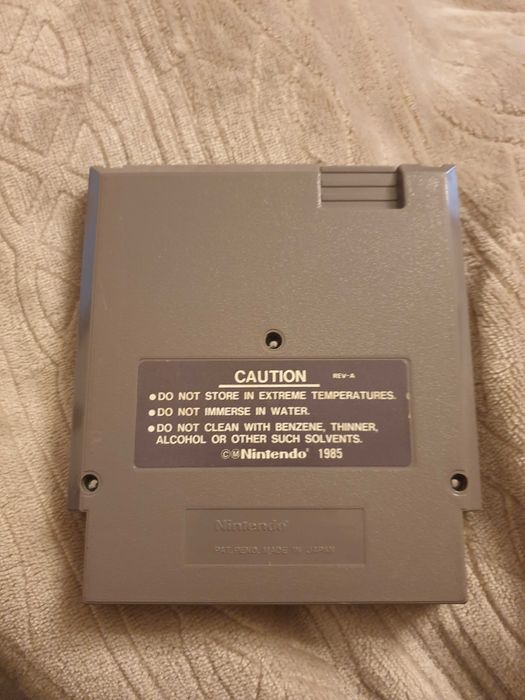 CAUTION REV-A
●DO NOT STORE IN EXTREME TEMPERATURES.
●DO NOT IMMERSE IN WATER.
●DO NOT CLEAN WITH BENZENE, THINNER,
ALCOHOL OR OTHER SUCH SOLVENTS.
©Ⓜ Nintendo® 1985
Nintendo®
PAT. PEND. MADE IN JAPAN